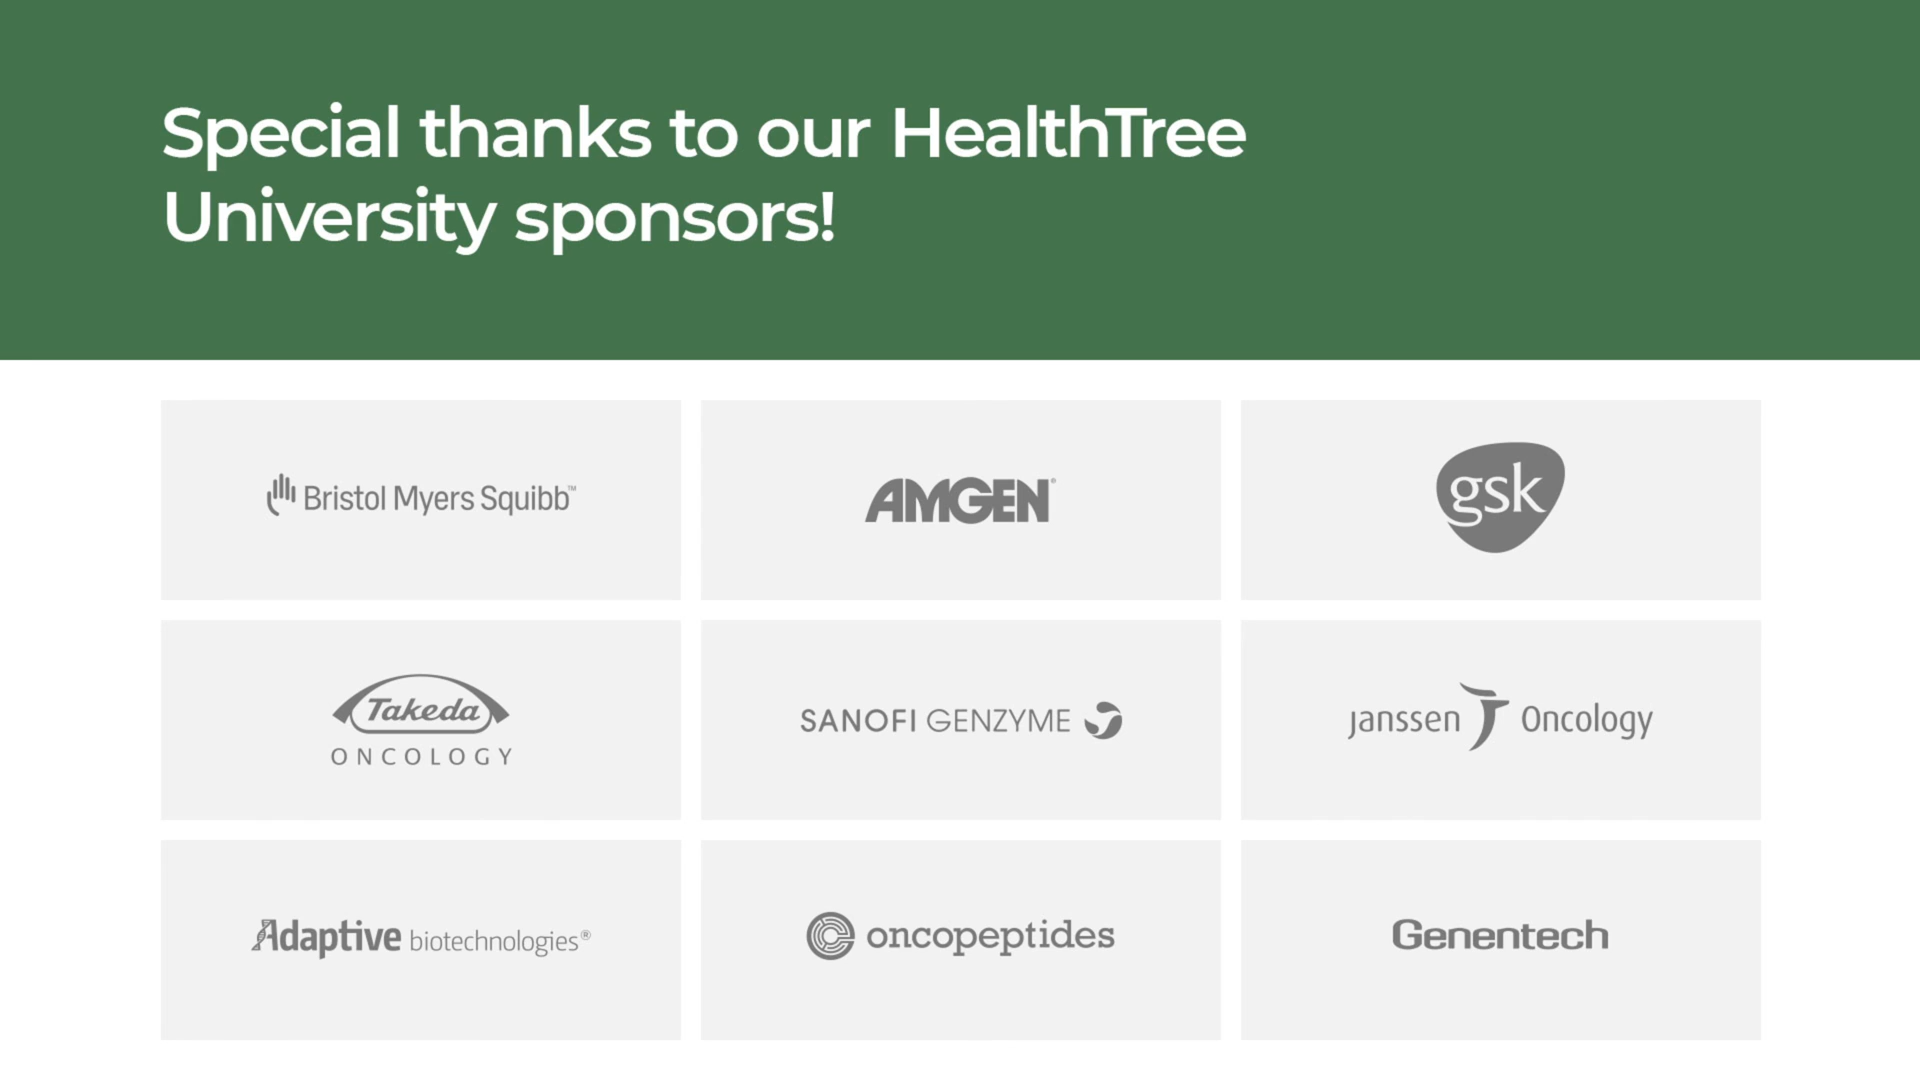 Special thanks to our HealthTree
University sponsors!
Bristol Myers Squibb™
AMGEN®
gsk
Takeda
ONCOLOGY
SANOFI GENZYME
janssen Oncology
Adaptive biotechnologies®
oncopeptides
Genentech